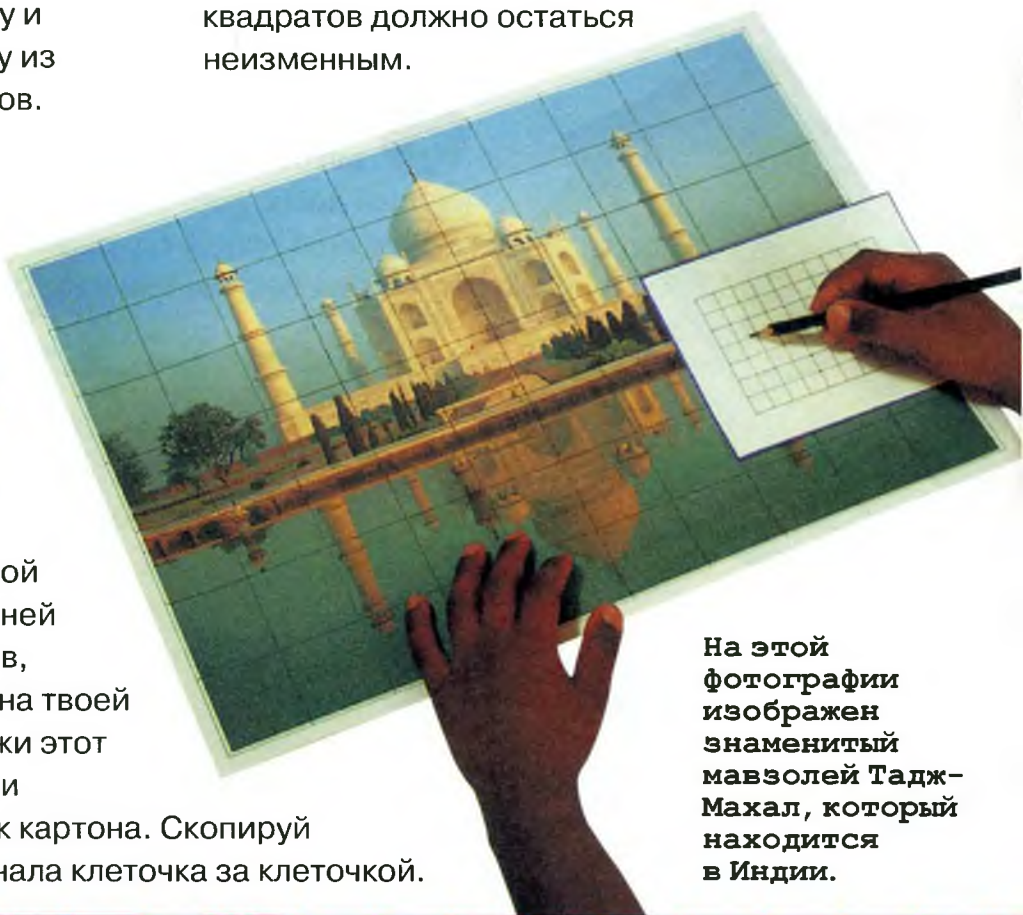 у и
у из
ов.
квадратов должно остаться
неизменным.
ой
ней
в,
на твоей
жи этот
и
к картона. Скопируй
нала клеточка за клеточкой.
На этой
фотографии
изображен
знаменитый
мавзолей Тадж-
Махал, который
находится
в Индии.